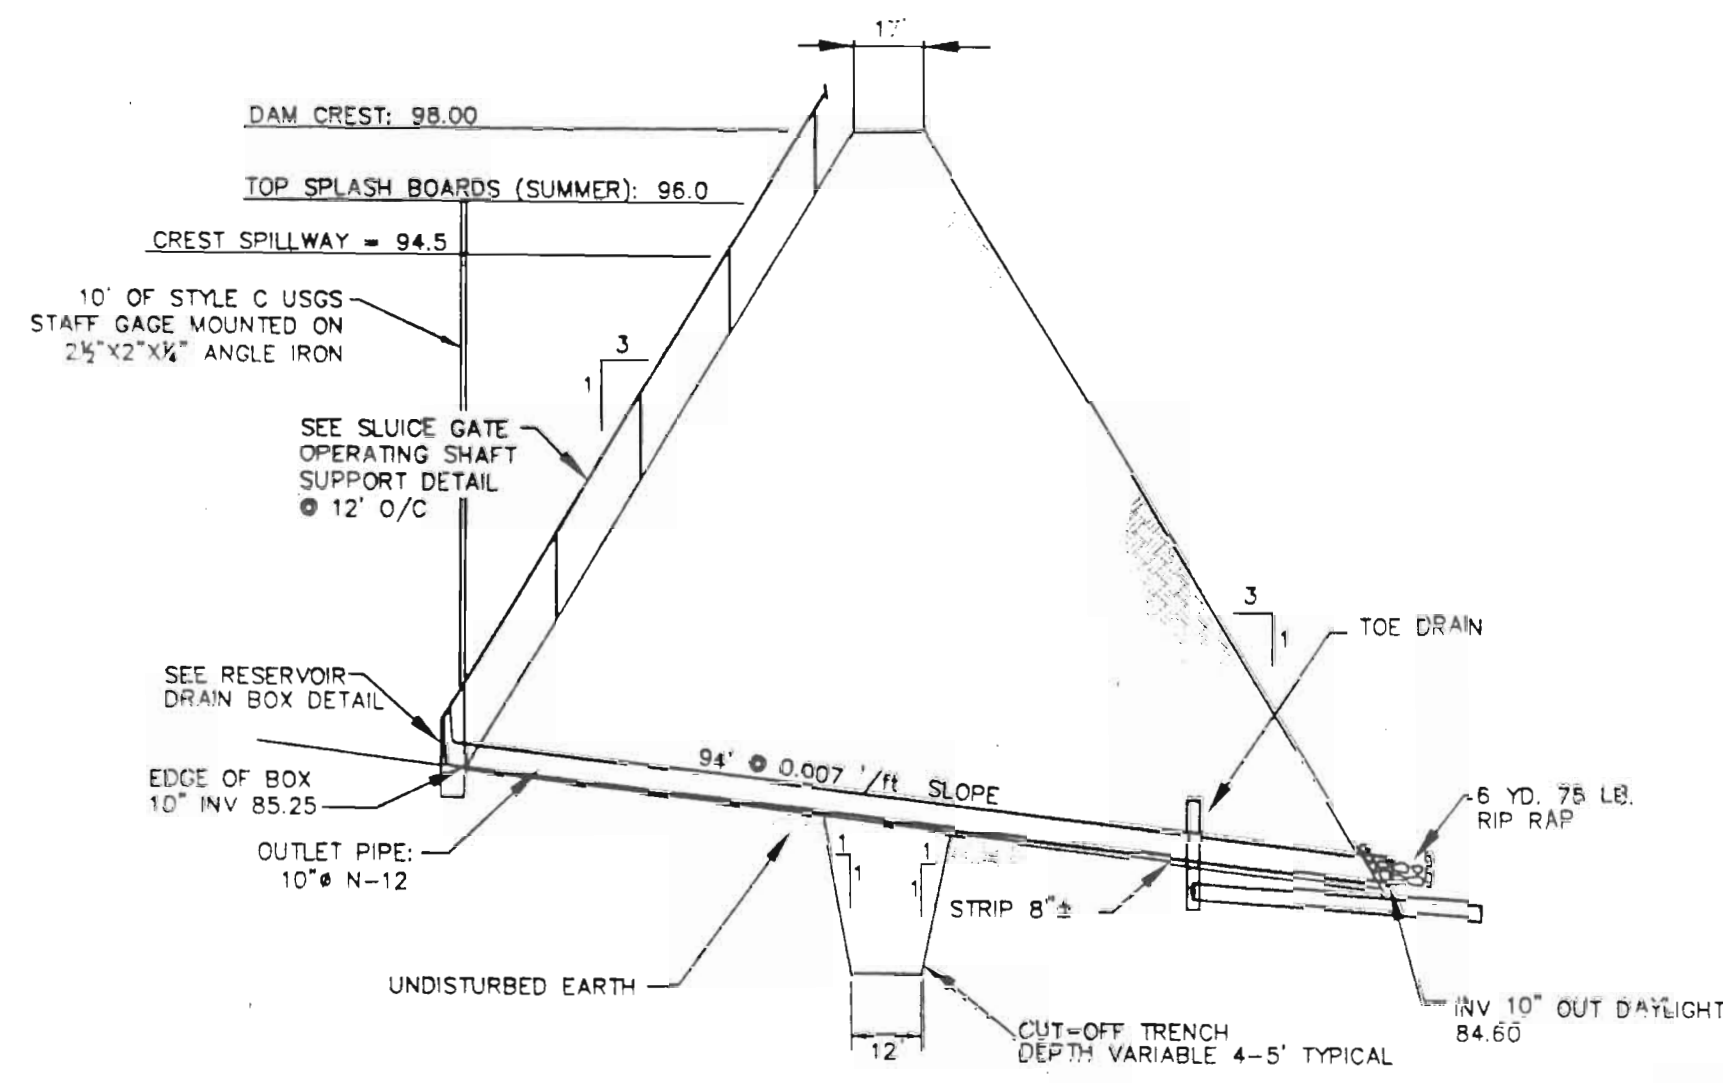 17'
DAM CREST: 98.00
TOP SPLASH BOARDS (SUMMER): 96.0
CREST SPILLWAY = 94.5
10' OF STYLE C USGS
STAFF GAGE MOUNTED ON
2½"X2"X¼" ANGLE IRON
3
1
SEE SLUICE GATE
OPERATING SHAFT
SUPPORT DETAIL
@ 12' O/C
3
1
TOE DRAIN
SEE RESERVOIR
DRAIN BOX DETAIL
94' @ 0.007 '/ft SLOPE
EDGE OF BOX
10" INV 85.25
6 YD. 75 LB.
RIP RAP
OUTLET PIPE:
10"ø N-12
1
1
1
1
STRIP 8"±
UNDISTURBED EARTH
INV 10" OUT DAYLIGHT
84.60
CUT-OFF TRENCH
DEPTH VARIABLE 4-5' TYPICAL
12'